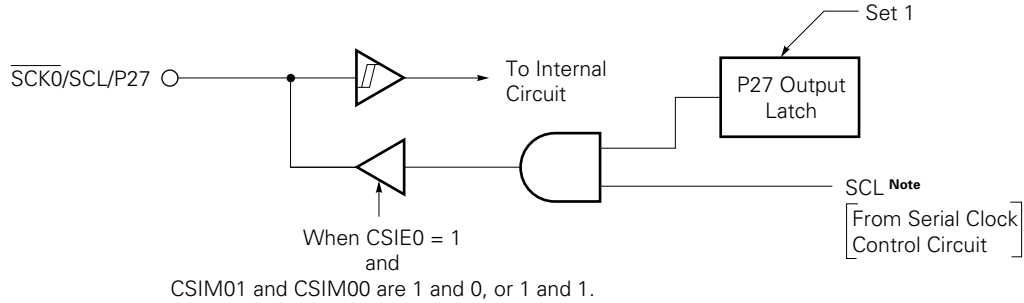 Set 1
SCK0/SCL/P27
To Internal
Circuit
P27 Output
Latch
SCL Note
From Serial Clock
Control Circuit
When CSIE0 = 1
and
CSIM01 and CSIM00 are 1 and 0, or 1 and 1.